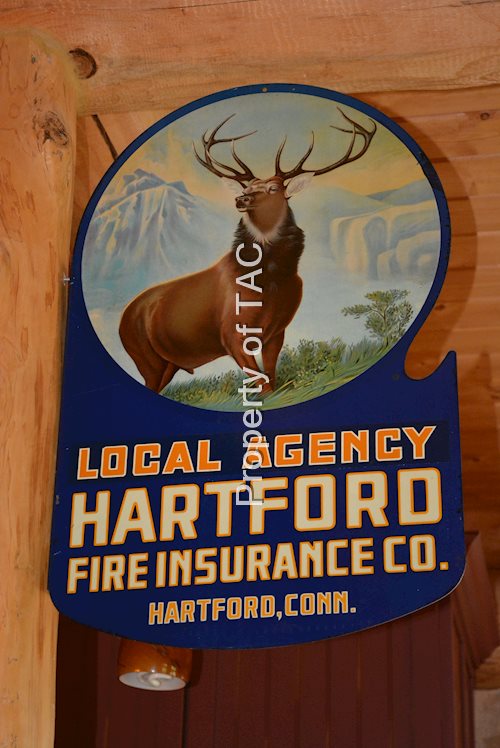 Property of TAC
LOCAL AGENCY
HARTFORD
FIRE INSURANCE CO.
HARTFORD, CONN.